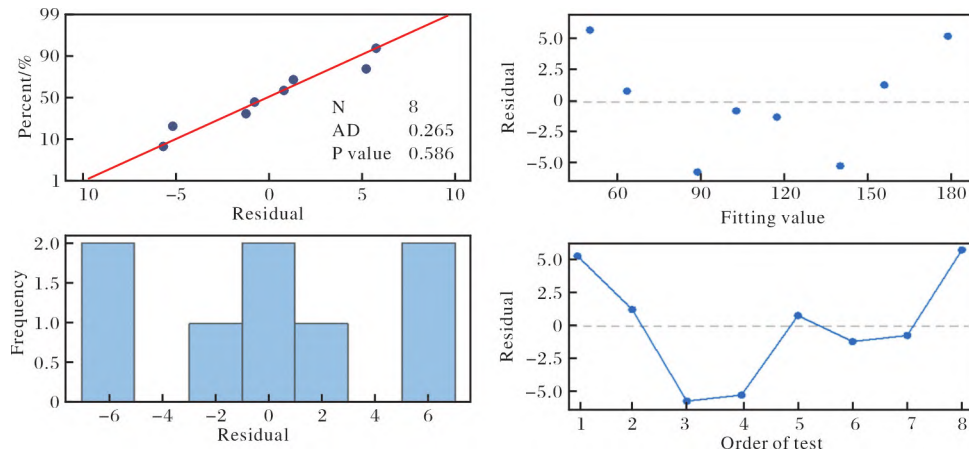 99
90
50
10
1
Percent/%
N 8
AD 0.265
P value 0.586
−10 −5 0 5 10
Residual
5.0
2.5
0
−2.5
−5.0
Residual
60 90 120 150 180
Fitting value
2.0
1.5
1.0
0.5
0
Frequency
−6 −4 −2 0 2 4 6
Residual
5.0
2.5
0
−2.5
−5.0
Residual
1 2 3 4 5 6 7 8
Order of test